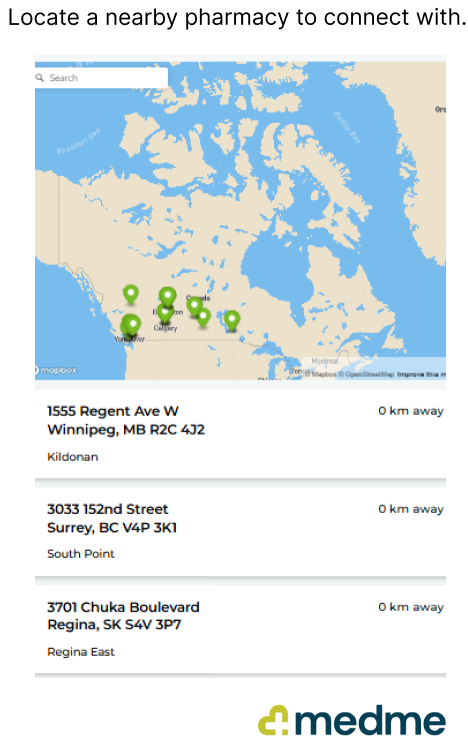 Locate a nearby pharmacy to connect with.
Search
Beaufort Sea
Baffin Bay
Gre
Canada
Calgary
Vancouver
Montreal
mapbox
© Mapbox © OpenStreetMap Improve this m
1555 Regent Ave W
0 km away
Winnipeg, MB R2C 4J2
Kildonan
3033 152nd Street
0 km away
Surrey, BC V4P 3K1
South Point
3701 Chuka Boulevard
0 km away
Regina, SK S4V 3P7
Regina East
medme